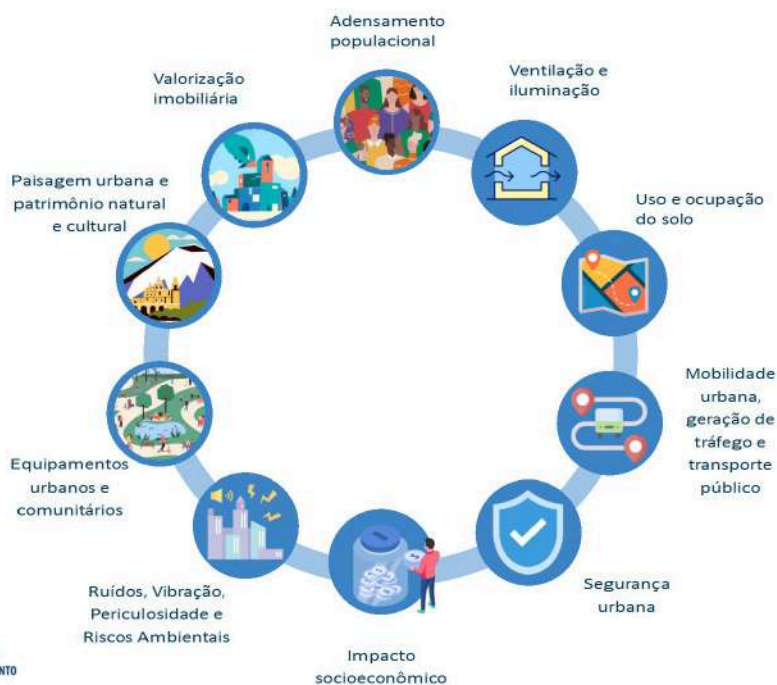 Adensamento
populacional
Ventilação e
iluminação
Uso e ocupação
do solo
Mobilidade
urbana,
geração de
tráfego e
transporte
público
Segurança
urbana
Impacto
socioeconômico
Ruídos, Vibração,
Periculosidade e
Riscos Ambientais
Equipamentos
urbanos e
comunitários
Paisagem urbana e
patrimônio natural
e cultural
Valorização
imobiliária